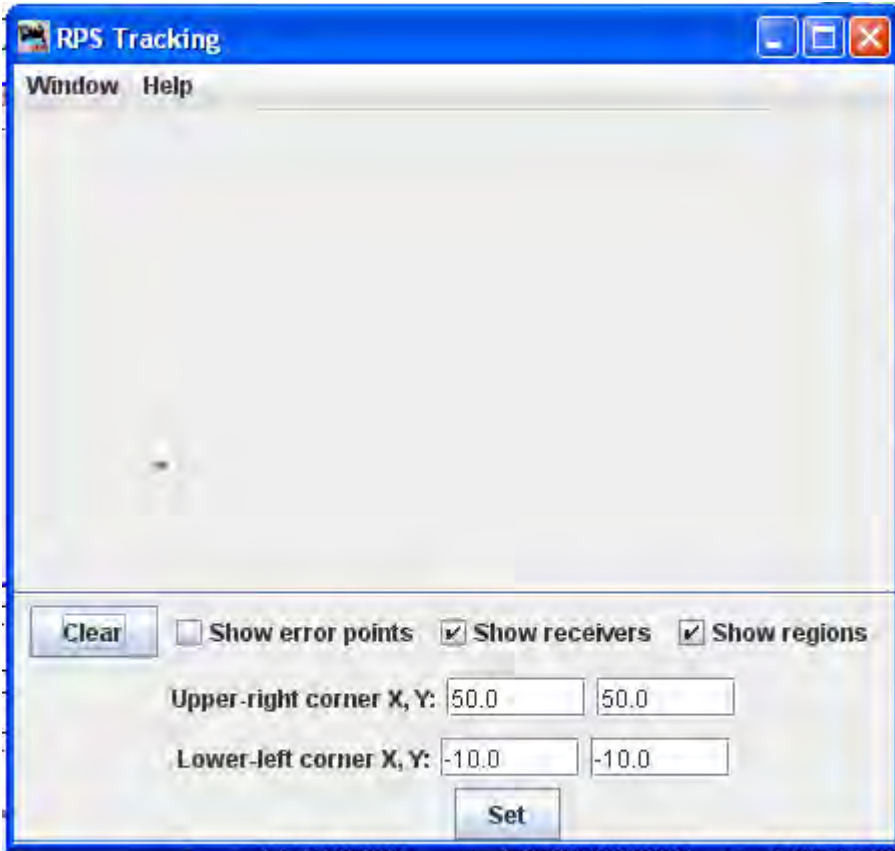 RPS Tracking
Window Help
Clear Show error points Show receivers Show regions
Upper-right corner X, Y: 50.0 50.0
Lower-left corner X, Y: -10.0 -10.0
Set